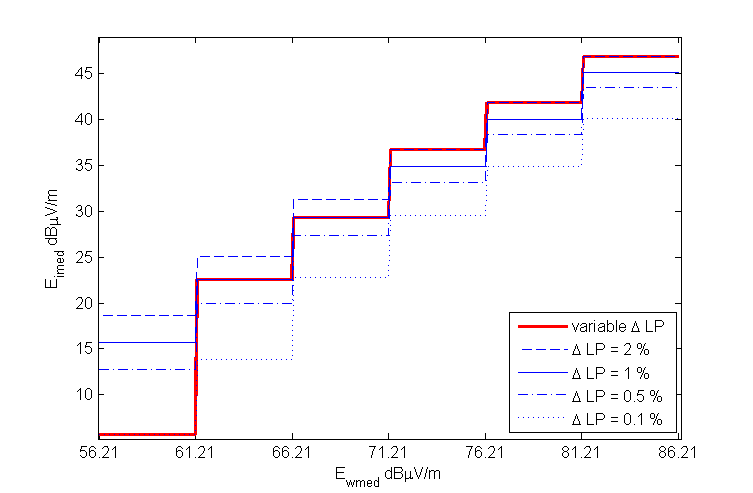 45
40
35
30
25
20
15
10
E_imed dBμV/m
56.21 61.21 66.21 71.21 76.21 81.21 86.21
E_wmed dBμV/m
variable Δ LP
Δ LP = 2 %
Δ LP = 1 %
Δ LP = 0.5 %
Δ LP = 0.1 %